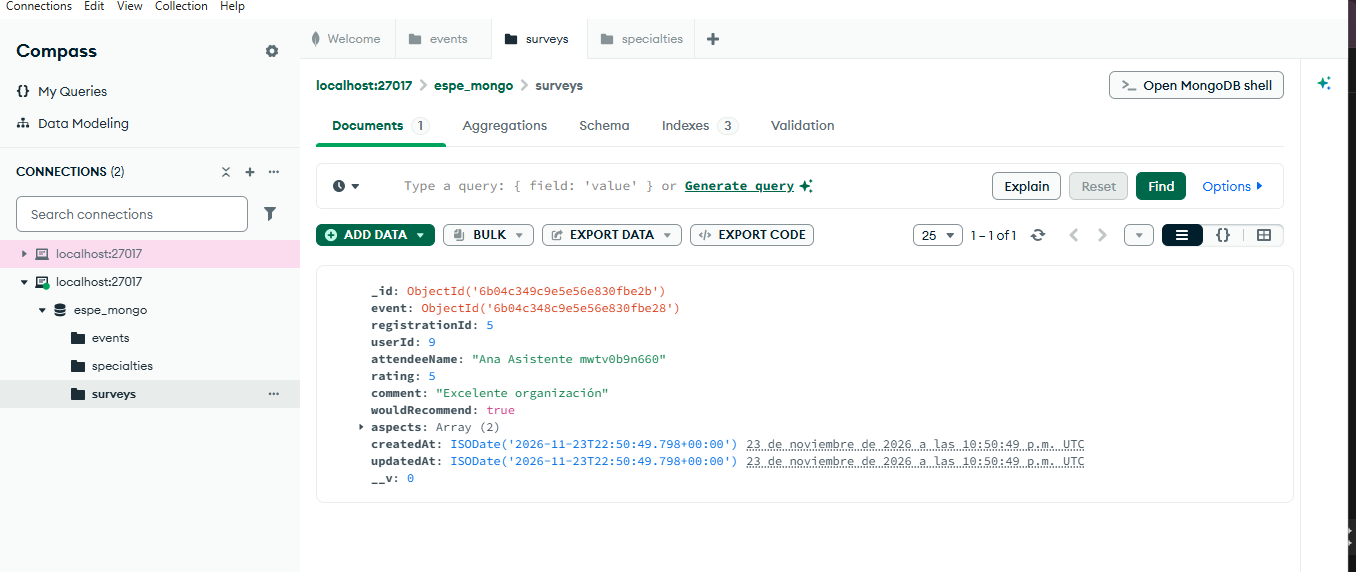 Connections Edit View Collection Help
Compass
My Queries
Data Modeling
CONNECTIONS (2)
Search connections
localhost:27017
localhost:27017
espe_mongo
events
specialties
surveys
Welcome events surveys specialties
localhost:27017 espe_mongo surveys
>_ Open MongoDB shell
Documents 1 Aggregations Schema Indexes 3 Validation
Type a query: { field: 'value' } or Generate query
Explain Reset Find Options
ADD DATA BULK EXPORT DATA EXPORT CODE
25 1 – 1 of 1
_id: ObjectId('6b04c349c9e5e56e830fbe2b')
event: ObjectId('6b04c348c9e5e56e830fbe28')
registrationId: 5
userId: 9
attendeeName: "Ana Asistente mwtv0b9n660"
rating: 5
comment: "Excelente organización"
wouldRecommend: true
aspects: Array (2)
createdAt: ISODate('2026-11-23T22:50:49.798+00:00') 23 de noviembre de 2026 a las 10:50:49 p.m. UTC
updatedAt: ISODate('2026-11-23T22:50:49.798+00:00') 23 de noviembre de 2026 a las 10:50:49 p.m. UTC
__v: 0